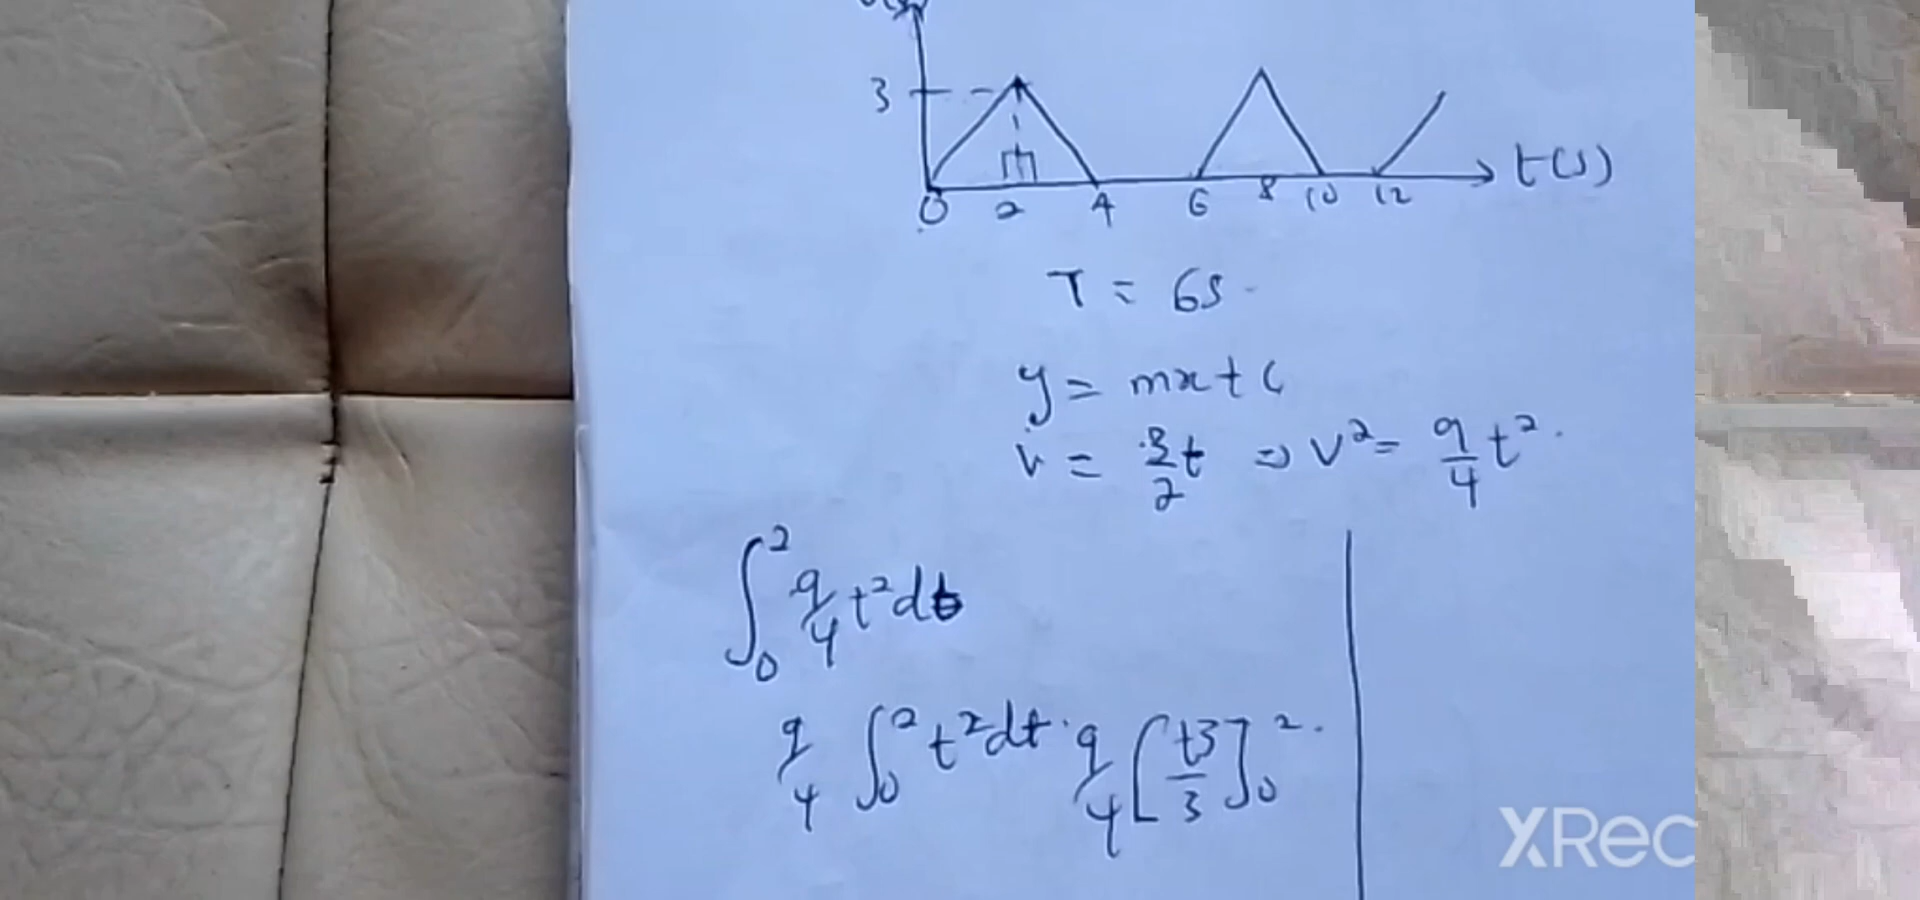 3
0 2 4 6 8 10 12 t(s)
T = 6s
y = mx + c
v = 3/2 t ⇒ v² = 9/4 t².
∫₀² 9/4 t² dt
9/4 ∫₀² t² dt . 9/4 [t3/3]₀² .
XRec